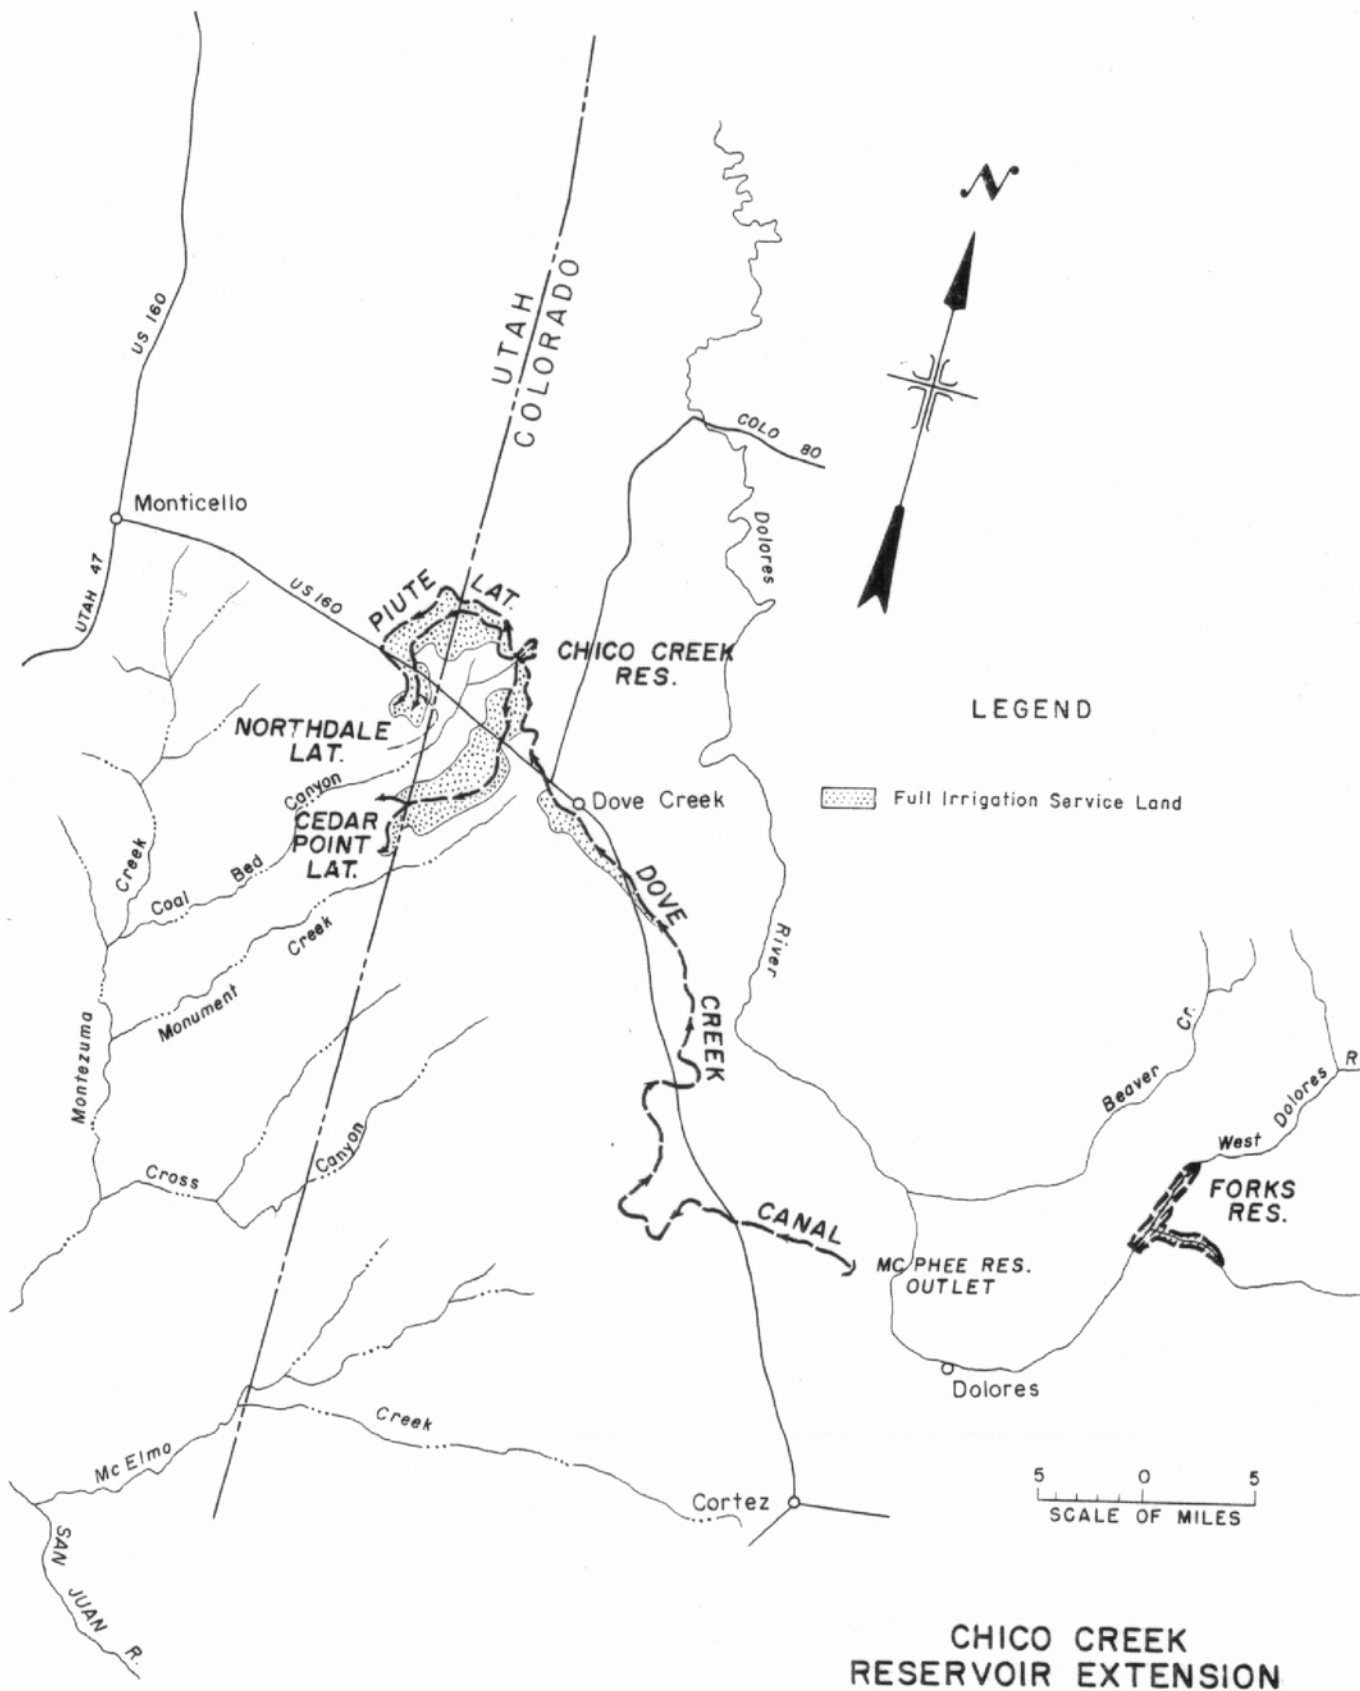 N
US 160
UTAH
COLORADO
COLO 80
Monticello
Dolores
UTAH 47
US 160
PIUTE LAT.
CHICO CREEK
RES.
LEGEND
NORTHDALE
LAT.
Canyon
Dove Creek
Full Irrigation Service Land
CEDAR
POINT
LAT.
Creek
Coal Bed
DOVE
Creek
River
Monument
CREEK
Cr.
Montezuma
Beaver
Dolores
R
West
Canyon
Cross
FORKS
RES.
CANAL
MC PHEE RES.
OUTLET
Dolores
Creek
Mc Elmo
Cortez
5 0 5
SCALE OF MILES
SAN JUAN R.
CHICO CREEK
RESERVOIR EXTENSION